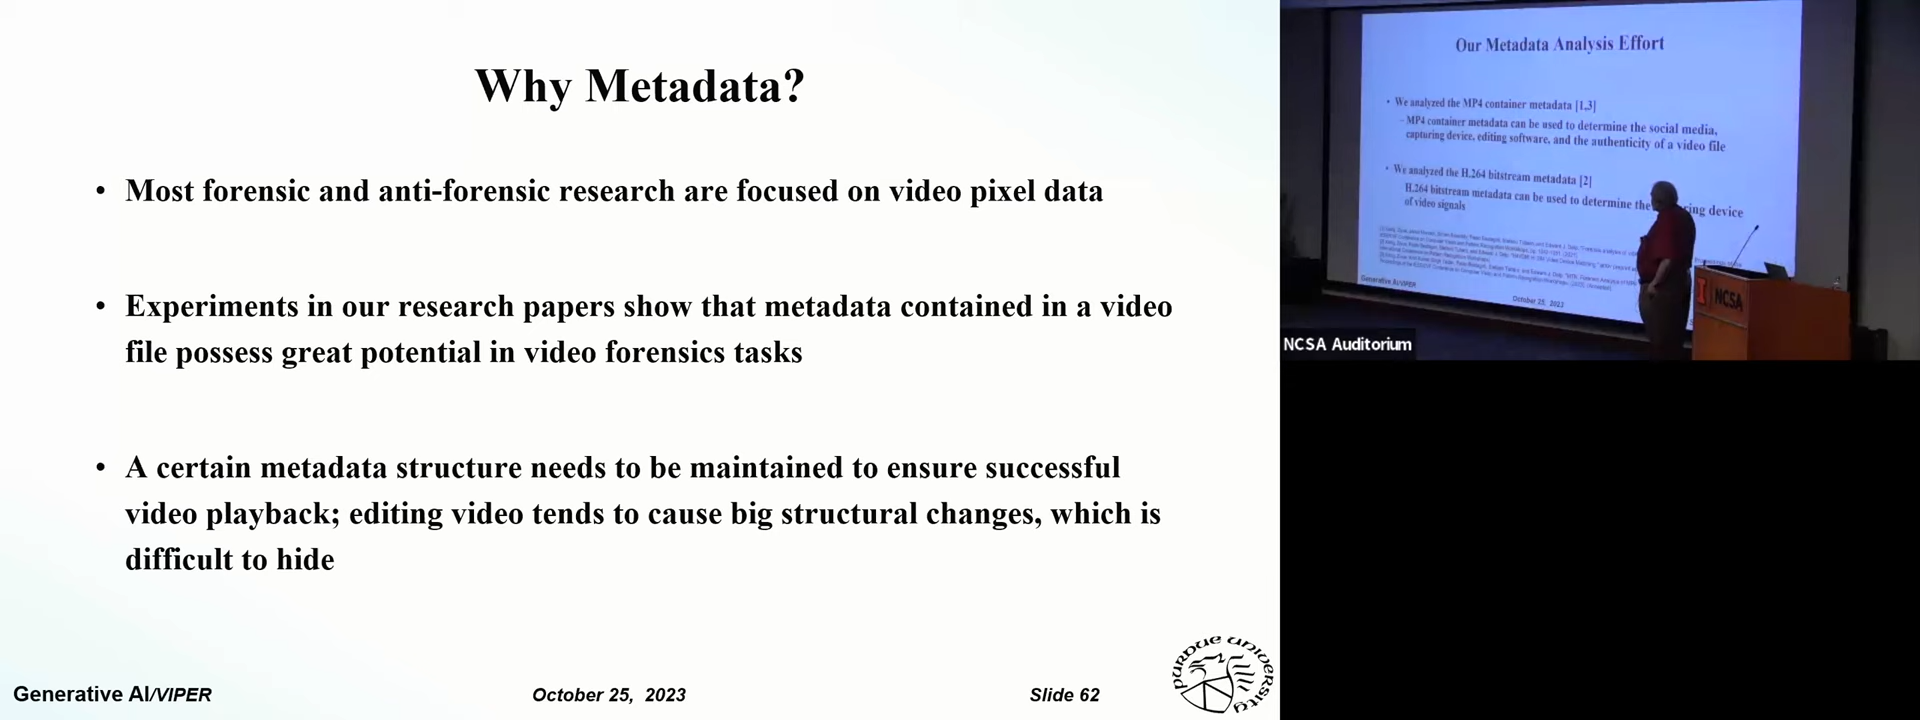 Why Metadata?
• Most forensic and anti-forensic research are focused on video pixel data
• Experiments in our research papers show that metadata contained in a video
file possess great potential in video forensics tasks
• A certain metadata structure needs to be maintained to ensure successful
video playback; editing video tends to cause big structural changes, which is
difficult to hide
Generative AI/VIPER
October 25, 2023
Slide 62
PURDUE UNIVERSITY
Our Metadata Analysis Effort
• We analyzed the MP4 container metadata [1,3]
– MP4 container metadata can be used to determine the social media,
capturing device, editing software, and the authenticity of a video file
• We analyzed the H.264 bitstream metadata [2]
H.264 bitstream metadata can be used to determine the ring device
of video signals
Generative AI/VIPER
October 25, 2023
I NCSA
NCSA Auditorium